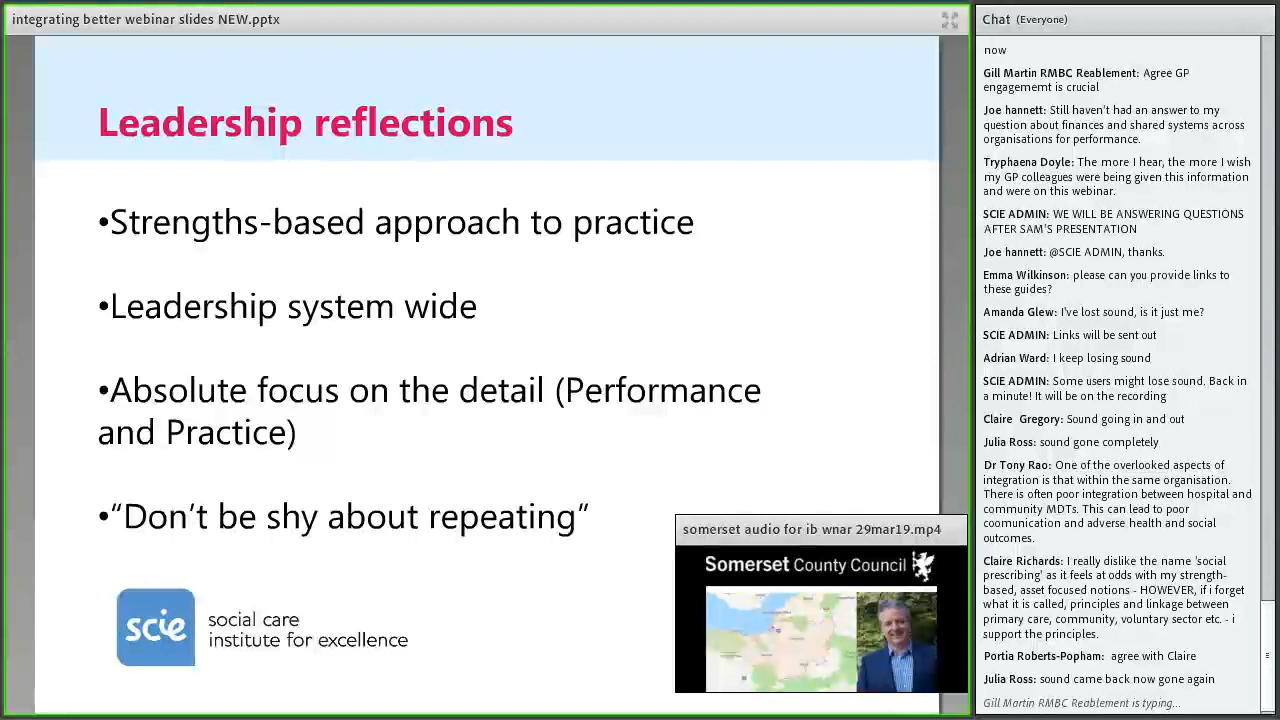 integrating better webinar slides NEW.pptx
Leadership reflections
•Strengths-based approach to practice
•Leadership system wide
•Absolute focus on the detail (Performance
and Practice)
•“Don’t be shy about repeating”
scie
social care
institute for excellence
somerset audio for ib wnar 29mar19.mp4
Somerset County Council
Chat (Everyone)
now
Gill Martin RMBC Reablement: Agree GP
engagememt is crucial
Joe hannett: Still haven't had an answer to my
question about finances and shared systems across
organisations for performance.
Tryphaena Doyle: The more I hear, the more I wish
my GP colleagues were being given this information
and were on this webinar.
SCIE ADMIN: WE WILL BE ANSWERING QUESTIONS
AFTER SAM'S PRESENTATION
Joe hannett: @SCIE ADMIN, thanks.
Emma Wilkinson: please can you provide links to
these guides?
Amanda Glew: I've lost sound, is it just me?
SCIE ADMIN: Links will be sent out
Adrian Ward: I keep losing sound
SCIE ADMIN: Some users might lose sound. Back in
a minute! It will be on the recording
Claire Gregory: Sound going in and out
Julia Ross: sound gone completely
Dr Tony Rao: One of the overlooked aspects of
integration is that within the same organisation.
There is often poor integration between hospital and
community MDTs. This can lead to poor
coomunication and adverse health and social
outcomes.
Claire Richards: I really dislike the name 'social
prescribing' as it feels at odds with my strength-
based, asset focused notions - HOWEVER, if i forget
what it is called, principles and linkage between
primary care, community, voluntary sector etc. - i
support the principles.
Portia Roberts-Popham: agree with Claire
Julia Ross: sound came back now gone again
Gill Martin RMBC Reablement is typing...